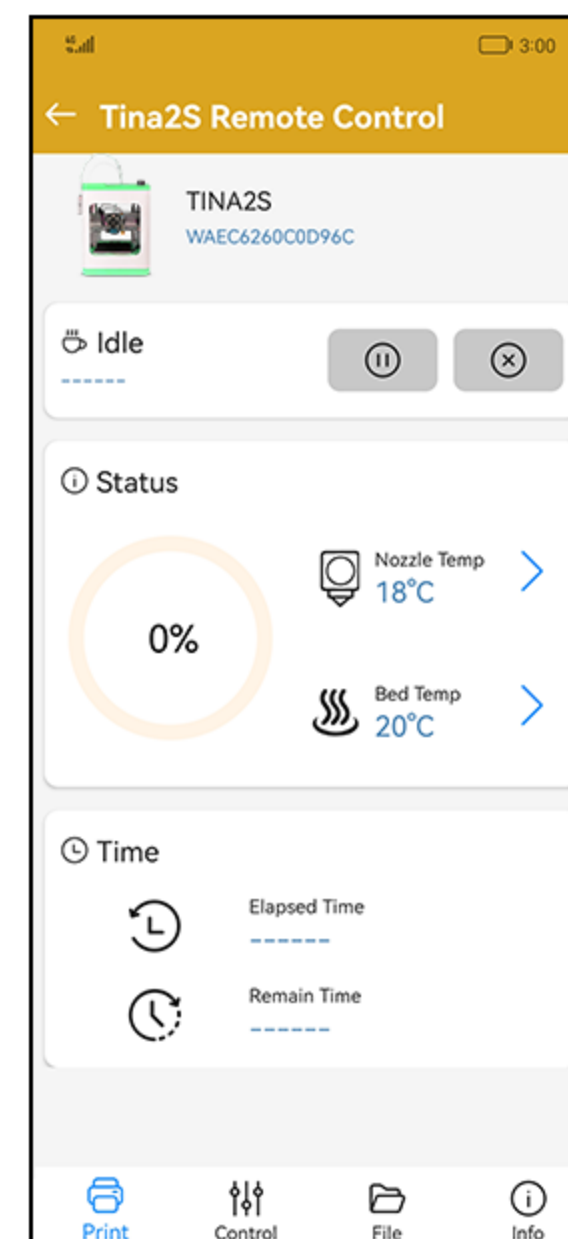 3:00
Tina2S Remote Control
TINA2S
WAEC6260C0D96C
Idle
------
Status
0%
Nozzle Temp
18°C
Bed Temp
20°C
Time
Elapsed Time
------
Remain Time
------
Print Control File Info